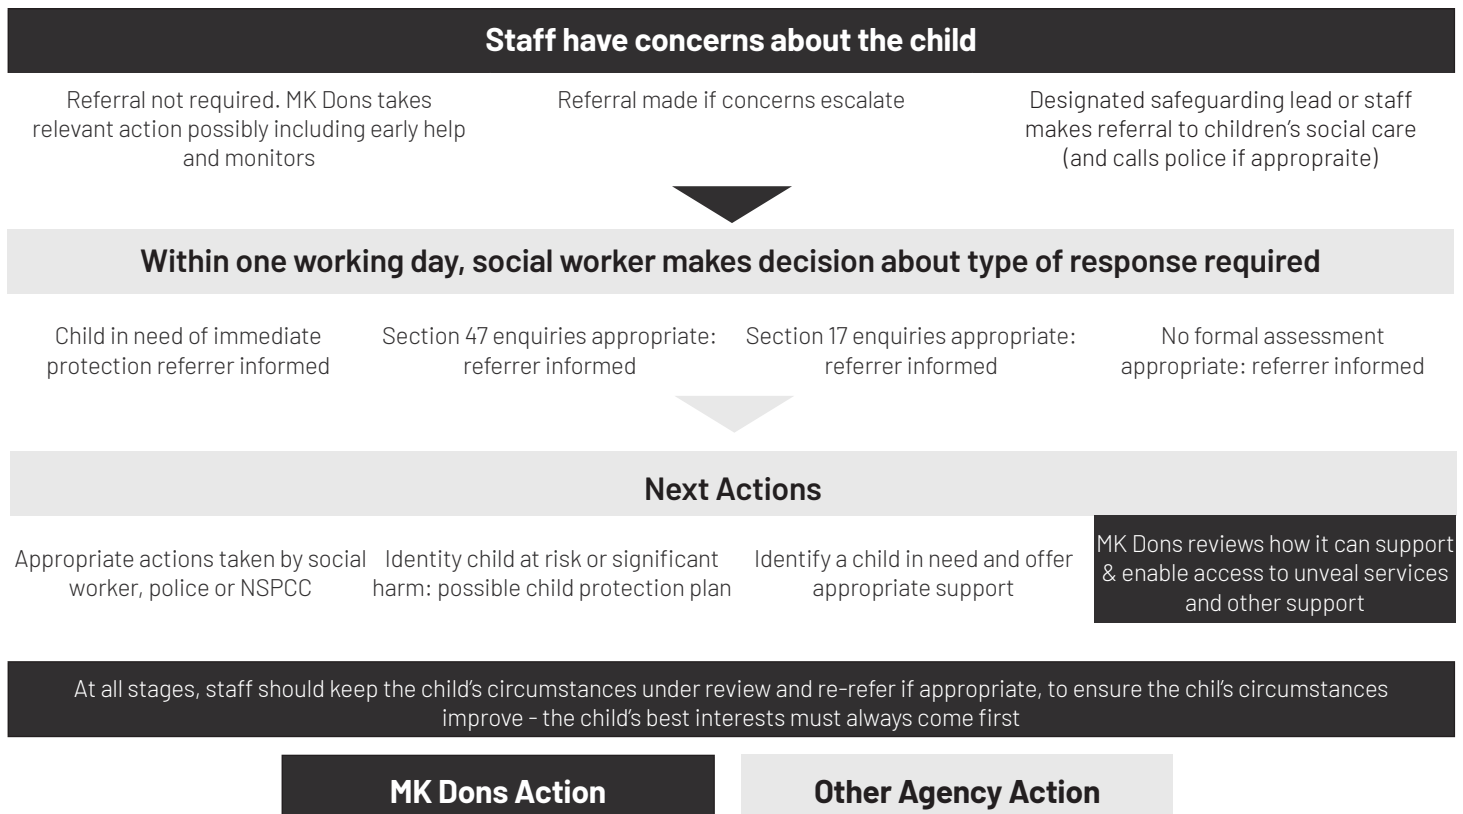 Staff have concerns about the child
Referral not required. MK Dons takes
relevant action possibly including early help
and monitors
Referral made if concerns escalate
Designated safeguarding lead or staff
makes referral to children's social care
(and calls police if appropraite)
Within one working day, social worker makes decision about type of response required
Child in need of immediate
protection referrer informed
Section 47 enquiries appropriate:
referrer informed
Section 17 enquiries appropriate:
referrer informed
No formal assessment
appropriate: referrer informed
Next Actions
Appropriate actions taken by social
worker, police or NSPCC
Identity child at risk or significant
harm: possible child protection plan
Identify a child in need and offer
appropriate support
MK Dons reviews how it can support
& enable access to unveal services
and other support
At all stages, staff should keep the child's circumstances under review and re-refer if appropriate, to ensure the chil's circumstances
improve - the child's best interests must always come first
MK Dons Action
Other Agency Action